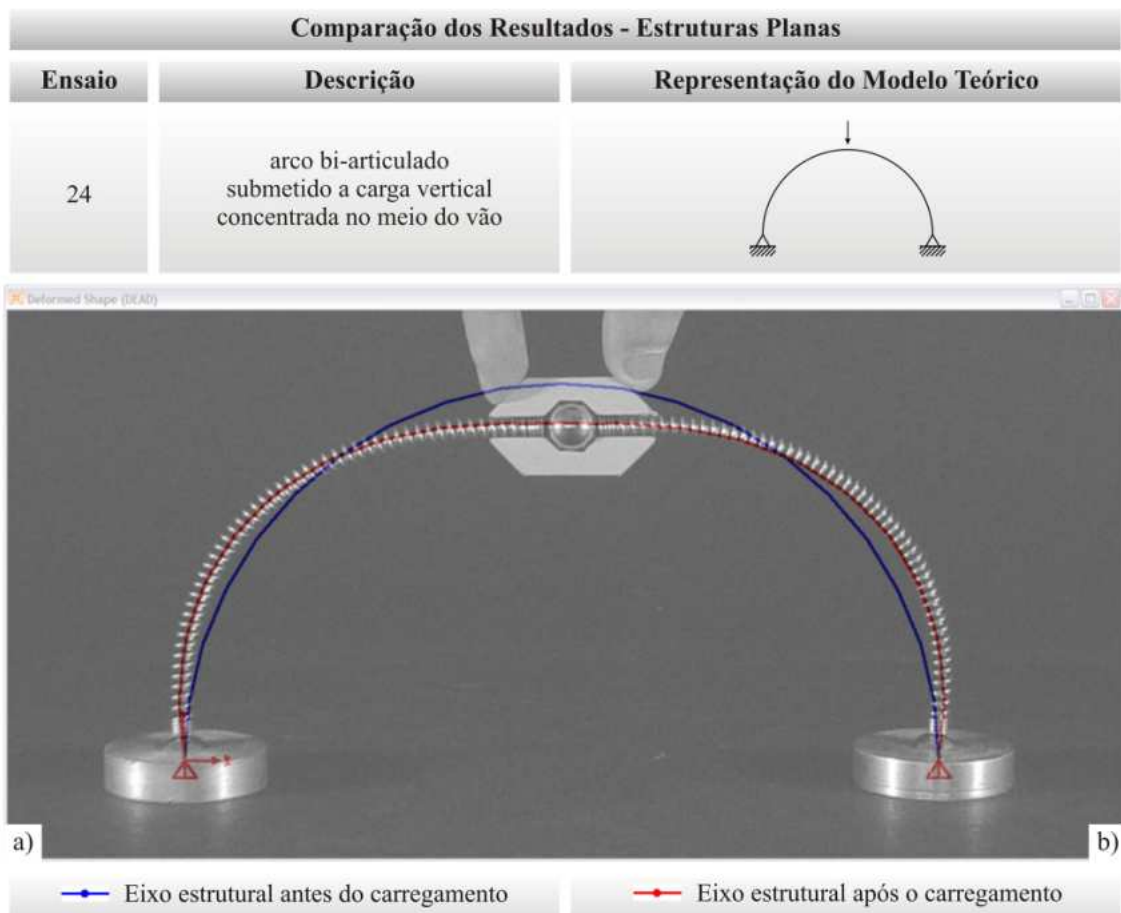 Comparação dos Resultados - Estruturas Planas
Ensaio
Descrição
Representação do Modelo Teórico
24
arco bi-articulado
submetido a carga vertical
concentrada no meio do vão
Deformed Shape (DEAD)
a)
b)
Eixo estrutural antes do carregamento
Eixo estrutural após o carregamento